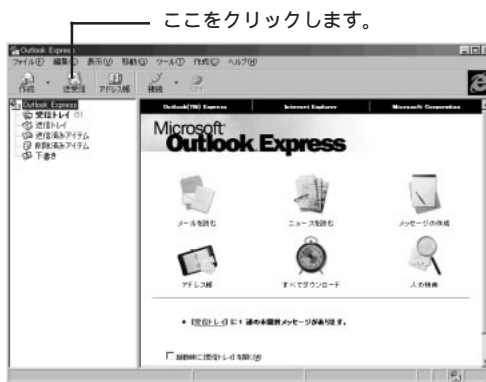 ここをクリックします。
Outlook Express
ファイル(F) 編集(E) 表示(V) 移動(G) ツール(T) 作成(C) ヘルプ(H)
作成 送受信 アドレス帳 接続
Outlook Express
受信トレイ (1)
送信トレイ
送信済みアイテム
削除済みアイテム
下書き
Outlook(TM) Express Internet Explorer Microsoft Corporation
Microsoft
Outlook Express
メールを読む ニュースを読む メッセージの作成
アドレス帳 すべてダウンロード 人の検索
• [受信トレイ] に 1 通の未開封メッセージがあります。
起動時に [受信トレイ] を開く(W)